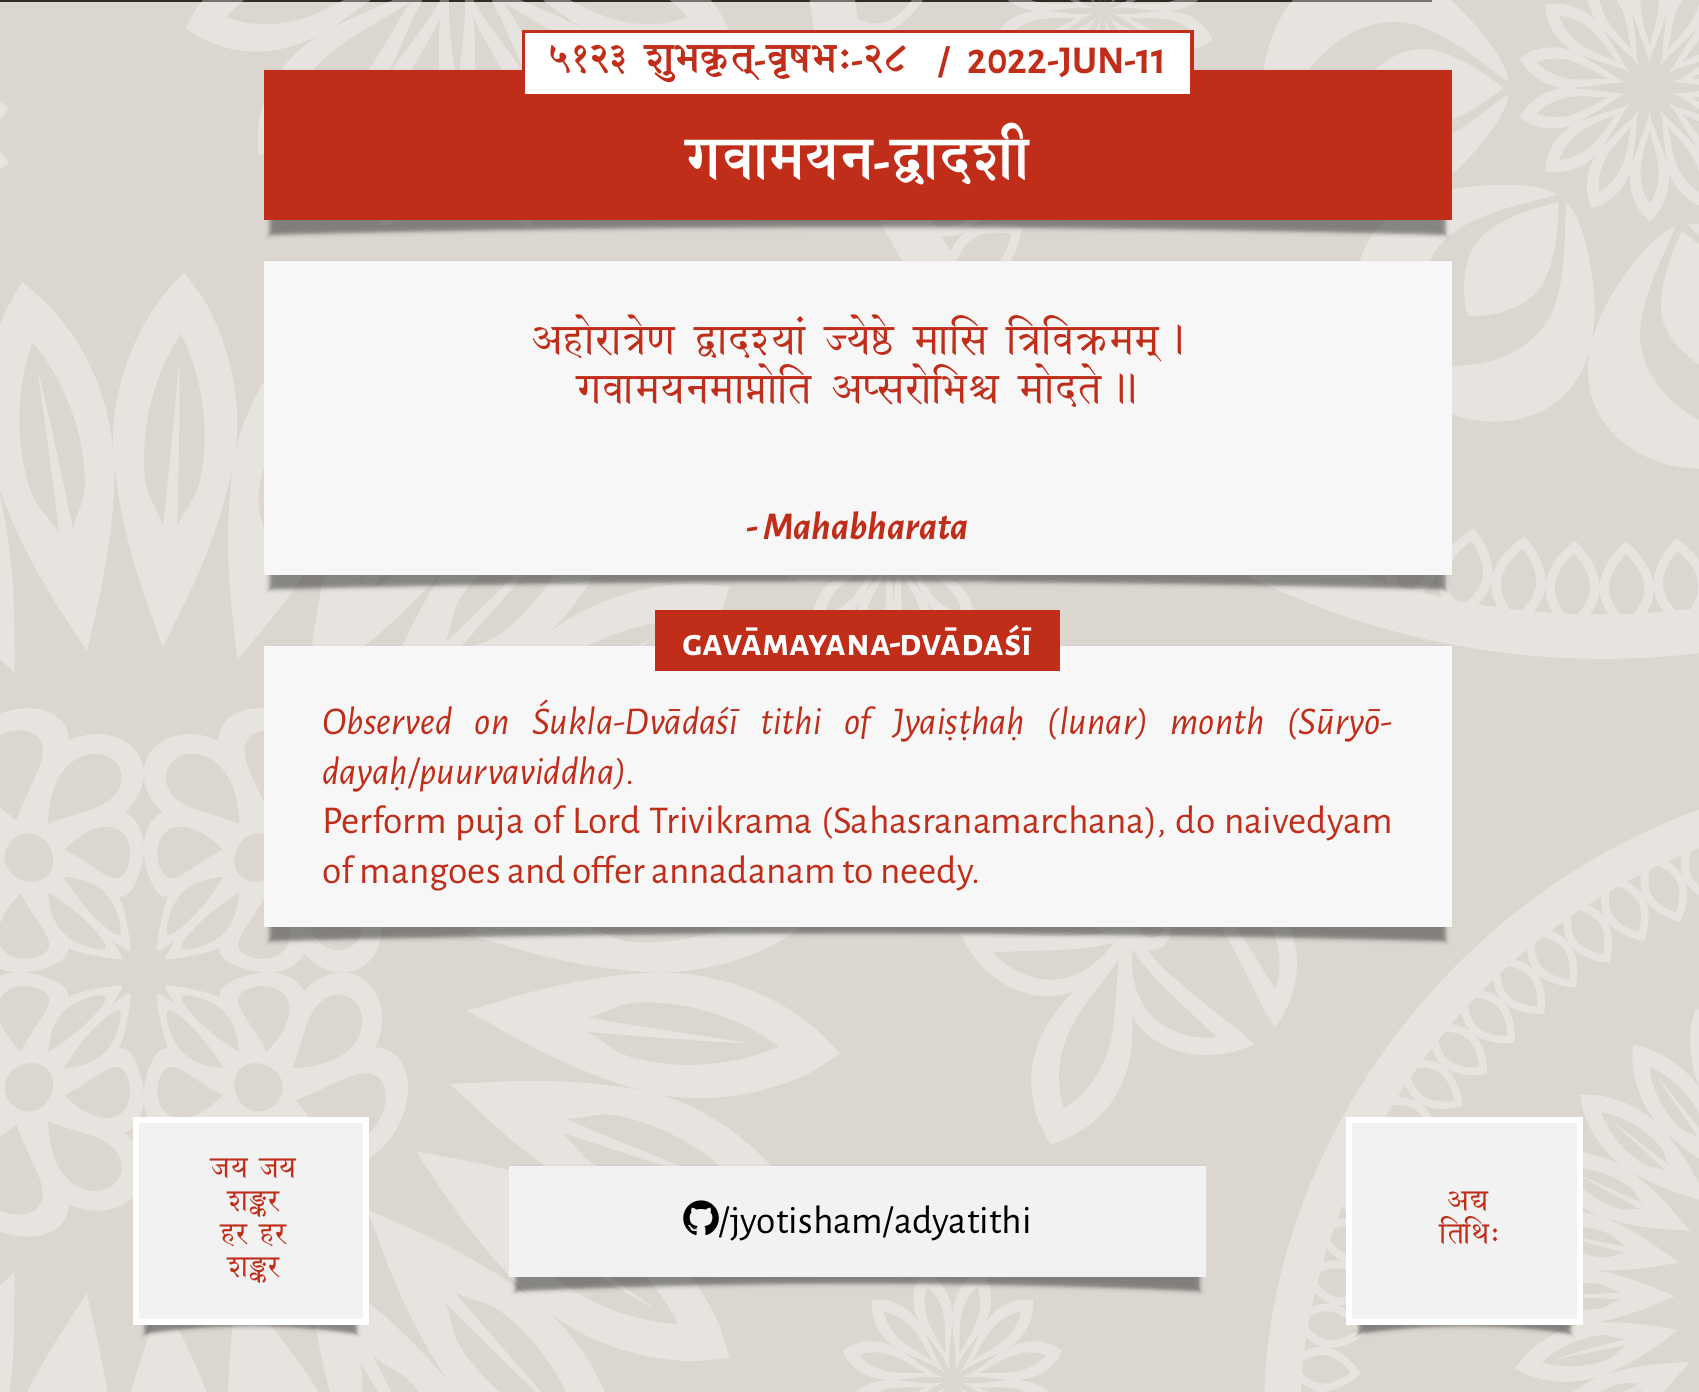 ५१२३ शुभकृत्-वृषभः-२८ / 2022-JUN-11
गवामयन-द्वादशी
अहोरात्रेण द्वादश्यां ज्येष्ठे मासि त्रिविक्रमम् ।
गवामयनमाप्नोति अप्सरोभिश्च मोदते ॥
- Mahabharata
GAVĀMAYANA-DVĀDAŚĪ
Observed on Śukla-Dvādaśī tithi of Jyaiṣṭhaḥ (lunar) month (Sūryō-
dayaḥ/puurvaviddha).
Perform puja of Lord Trivikrama (Sahasranamarchana), do naivedyam
of mangoes and offer annadanam to needy.
जय जय
शङ्कर
हर हर
शङ्कर
/jyotisham/adyatithi
अद्य
तिथिः